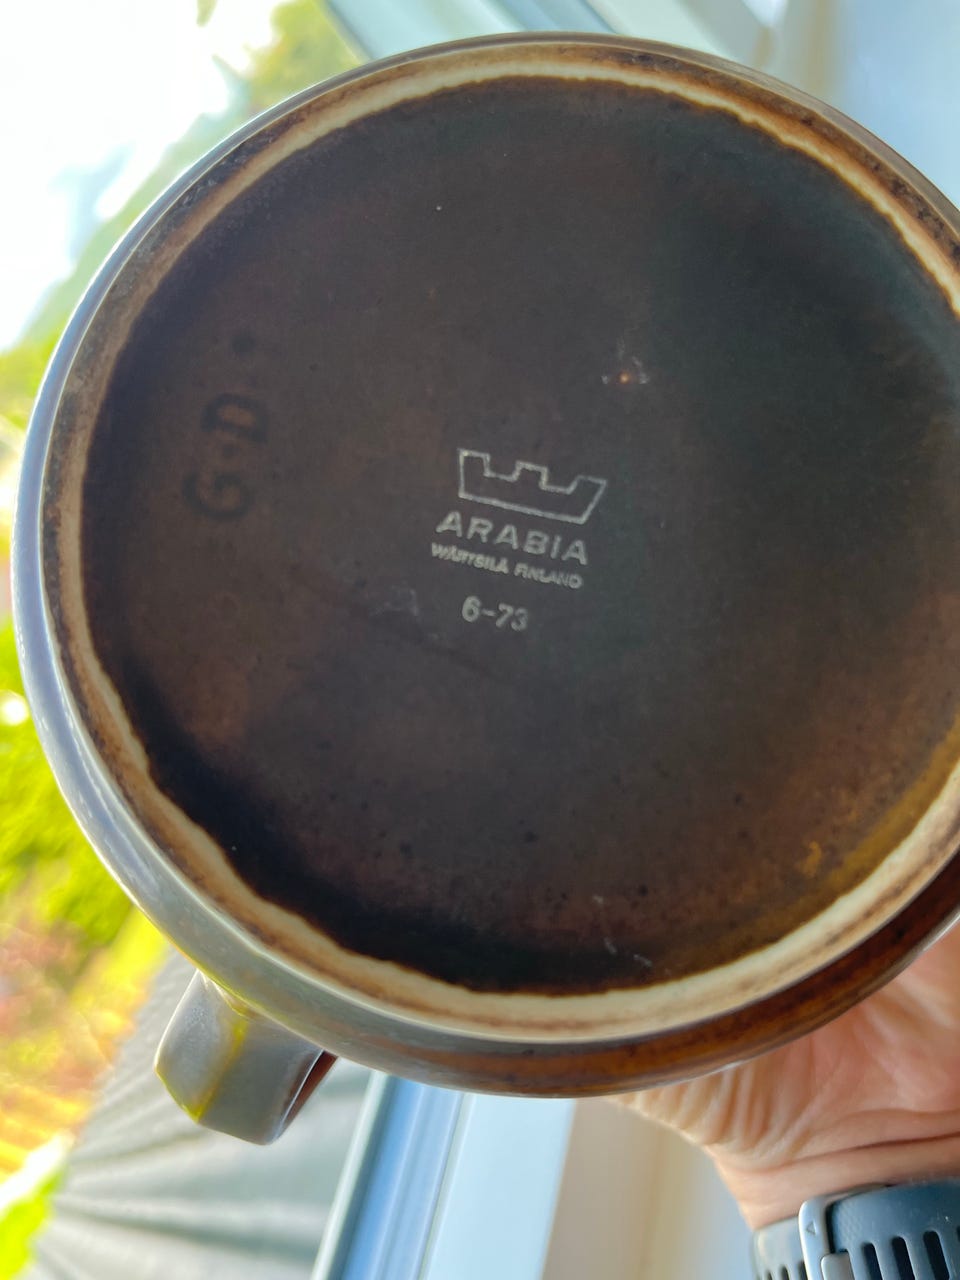 ARABIA
WÄRTSILÄ FINLAND
6-73
G·D·